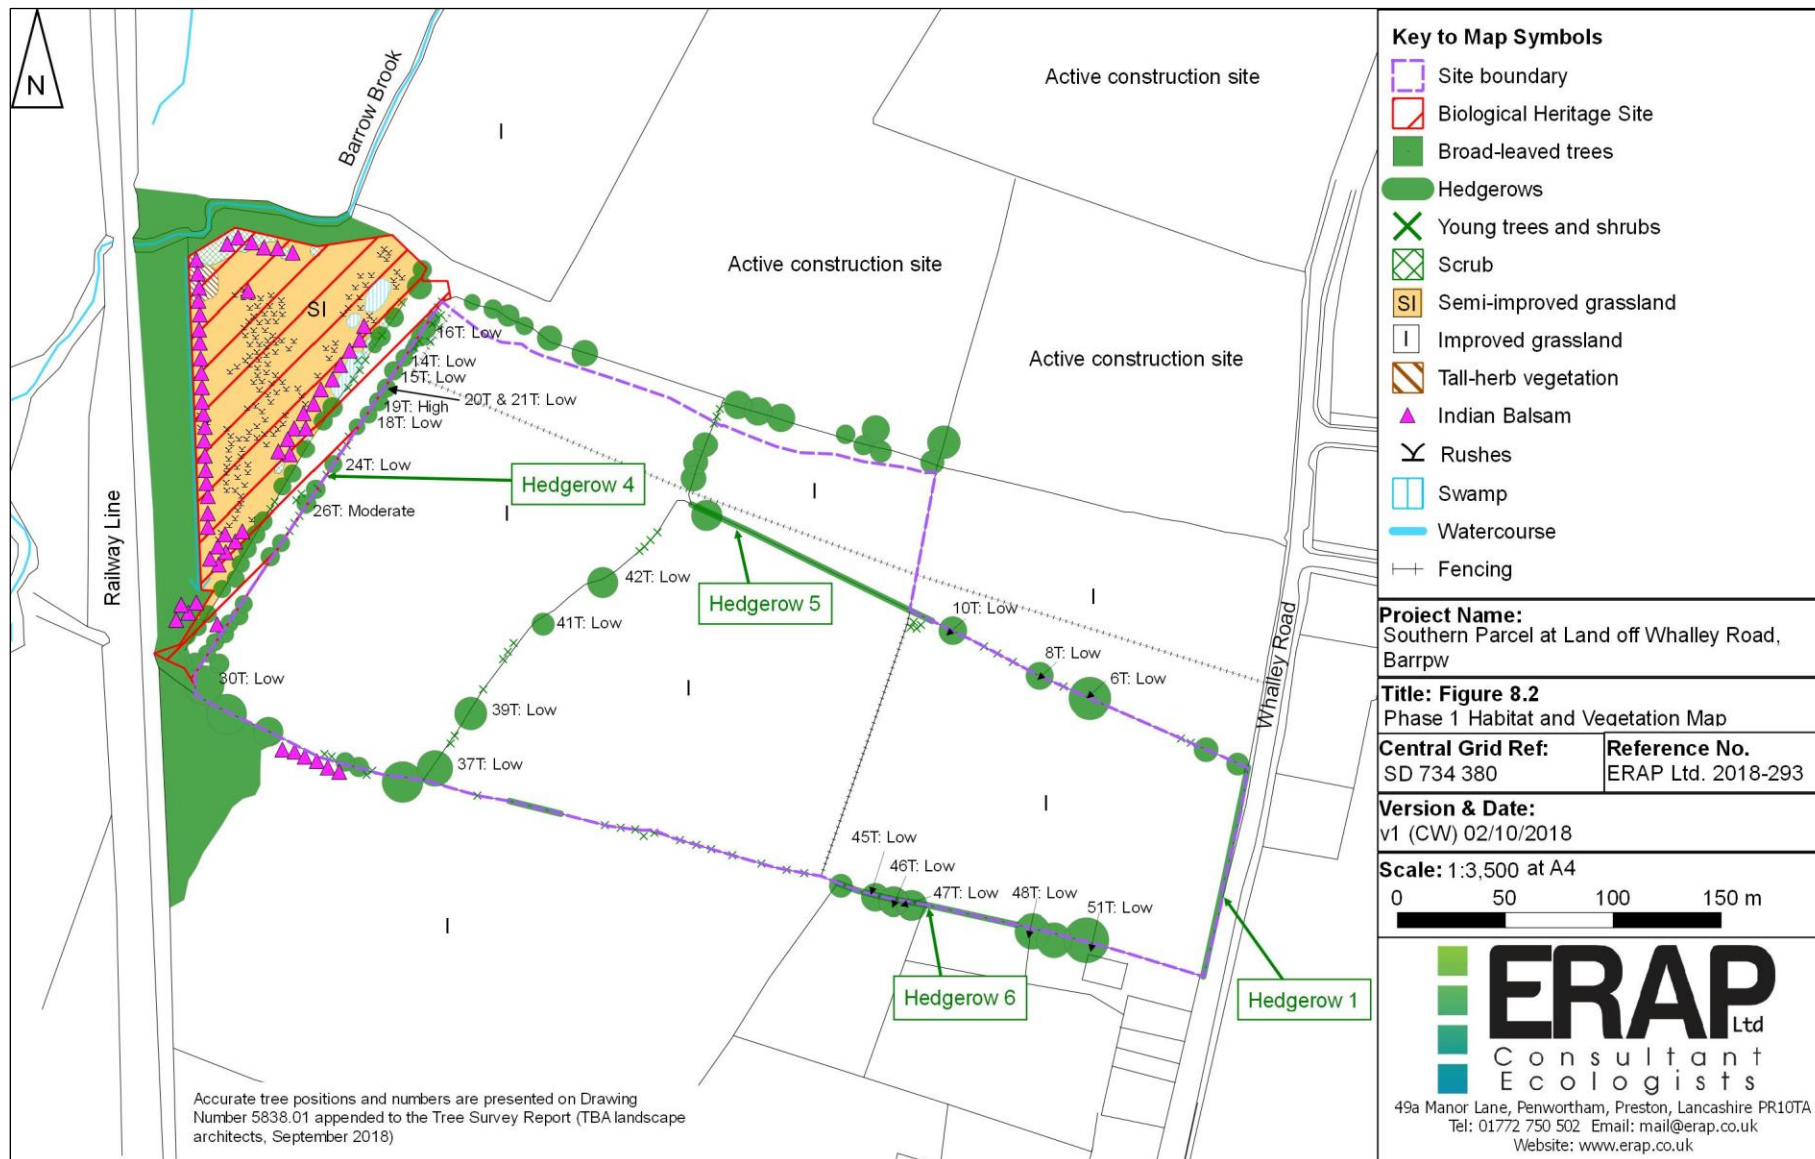 N
Barrow Brook
I
Active construction site
Active construction site
Active construction site
SI
16T: Low
14T: Low
15T: Low
20T & 21T: Low
19T: High
18T: Low
24T: Low
Hedgerow 4
26T: Moderate
I
I
Railway Line
42T: Low
Hedgerow 5
41T: Low
10T: Low
I
8T: Low
6T: Low
Whalley Road
30T: Low
39T: Low
I
37T: Low
I
45T: Low
46T: Low
47T: Low
48T: Low
51T: Low
I
Hedgerow 6
Hedgerow 1
Accurate tree positions and numbers are presented on Drawing
Number 5838.01 appended to the Tree Survey Report (TBA landscape
architects, September 2018)
Key to Map Symbols
Site boundary
Biological Heritage Site
Broad-leaved trees
Hedgerows
Young trees and shrubs
Scrub
SI Semi-improved grassland
I Improved grassland
Tall-herb vegetation
Indian Balsam
Rushes
Swamp
Watercourse
Fencing
Project Name:
Southern Parcel at Land off Whalley Road,
Barrpw
Title: Figure 8.2
Phase 1 Habitat and Vegetation Map
Central Grid Ref:
SD 734 380
Reference No.
ERAP Ltd. 2018-293
Version & Date:
v1 (CW) 02/10/2018
Scale: 1:3,500 at A4
0 50 100 150 m
ERAP Ltd
Consultant
Ecologists
49a Manor Lane, Penwortham, Preston, Lancashire PR10TA
Tel: 01772 750 502 Email: mail@erap.co.uk
Website: www.erap.co.uk